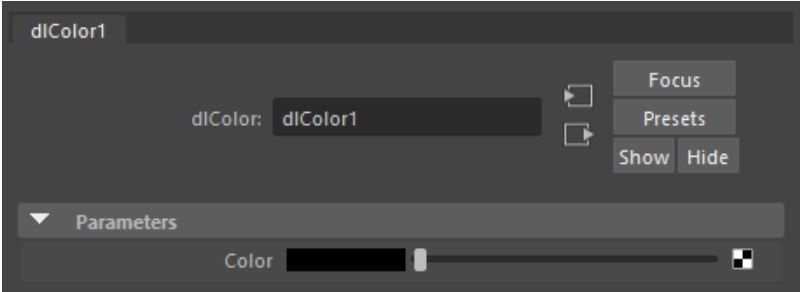 dlColor1
Focus
dlColor: dlColor1
Presets
Show Hide
Parameters
Color